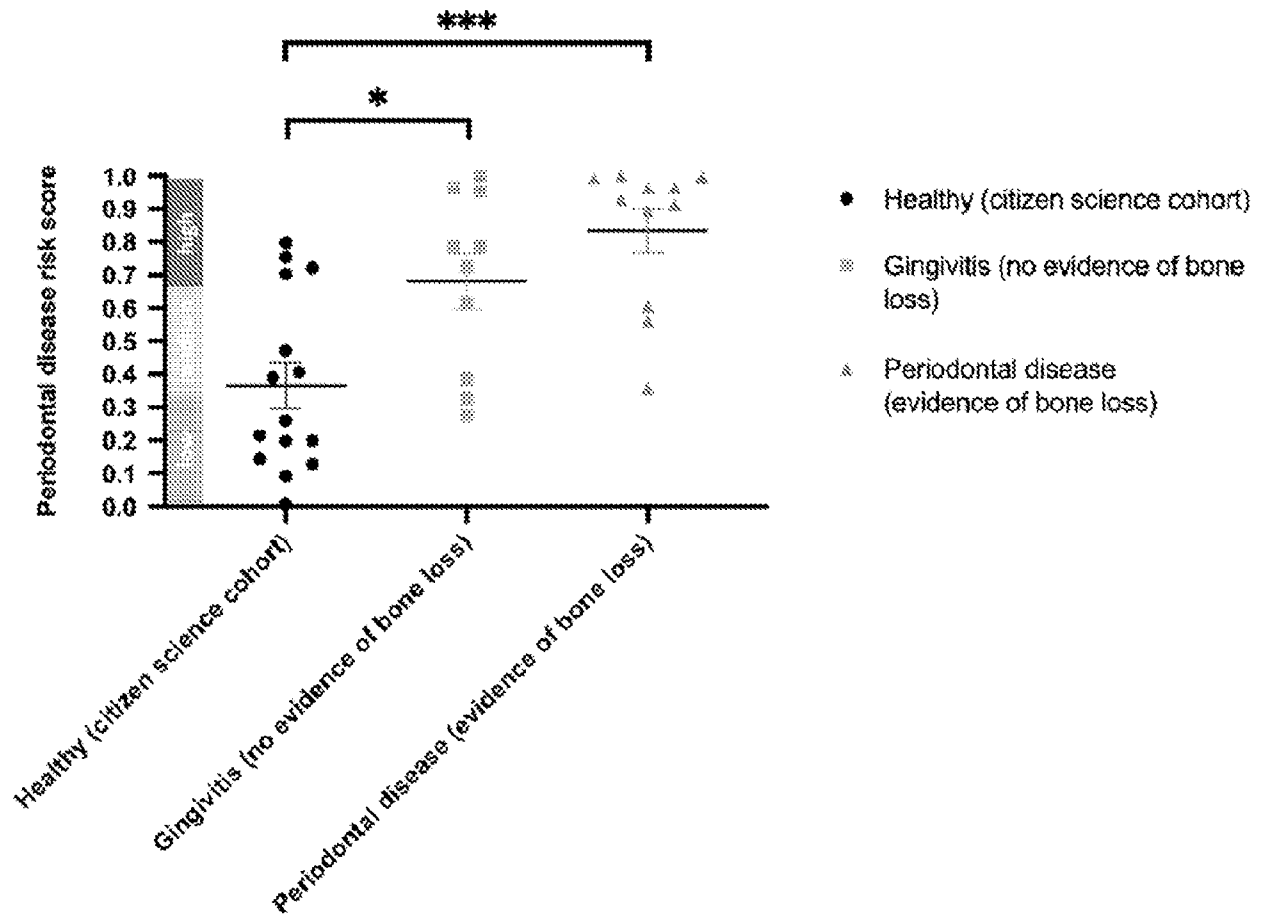 ***
*
Periodontal disease risk score
1.0
0.9
0.8
0.7
0.6
0.5
0.4
0.3
0.2
0.1
0.0
Healthy (citizen science cohort)
Gingivitis (no evidence of bone loss)
Periodontal disease (evidence of bone loss)
Healthy (citizen science cohort)
Gingivitis (no evidence of bone
loss)
Periodontal disease
(evidence of bone loss)